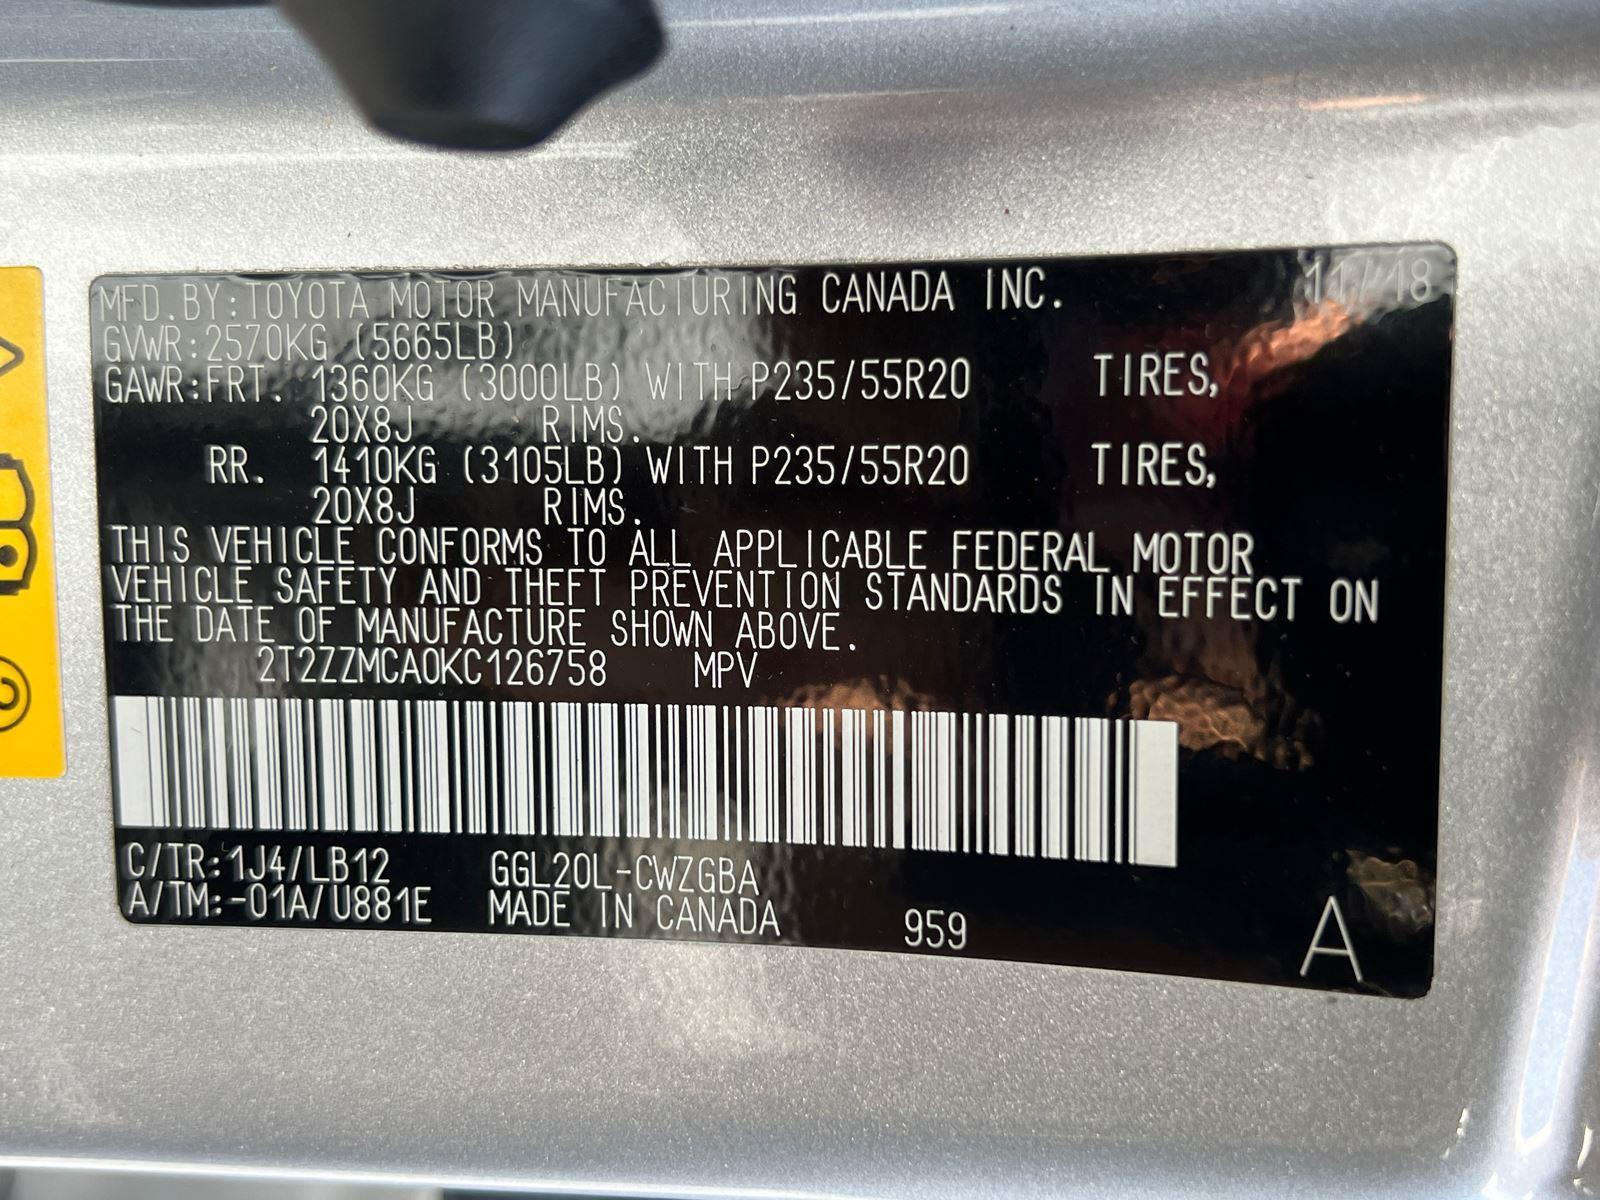 MFD.BY:TOYOTA MOTOR MANUFACTURING CANADA INC. 11/18
GVWR:2570KG (5665LB)
GAWR:FRT. 1360KG (3000LB) WITH P235/55R20 TIRES,
20X8J RIMS.
RR. 1410KG (3105LB) WITH P235/55R20 TIRES,
20X8J RIMS.
THIS VEHICLE CONFORMS TO ALL APPLICABLE FEDERAL MOTOR
VEHICLE SAFETY AND THEFT PREVENTION STANDARDS IN EFFECT ON
THE DATE OF MANUFACTURE SHOWN ABOVE.
2T2ZZMCA0KC126758 MPV
C/TR:1J4/LB12 GGL20L-CWZGBA
A/TM:-01A/U881E MADE IN CANADA 959 A